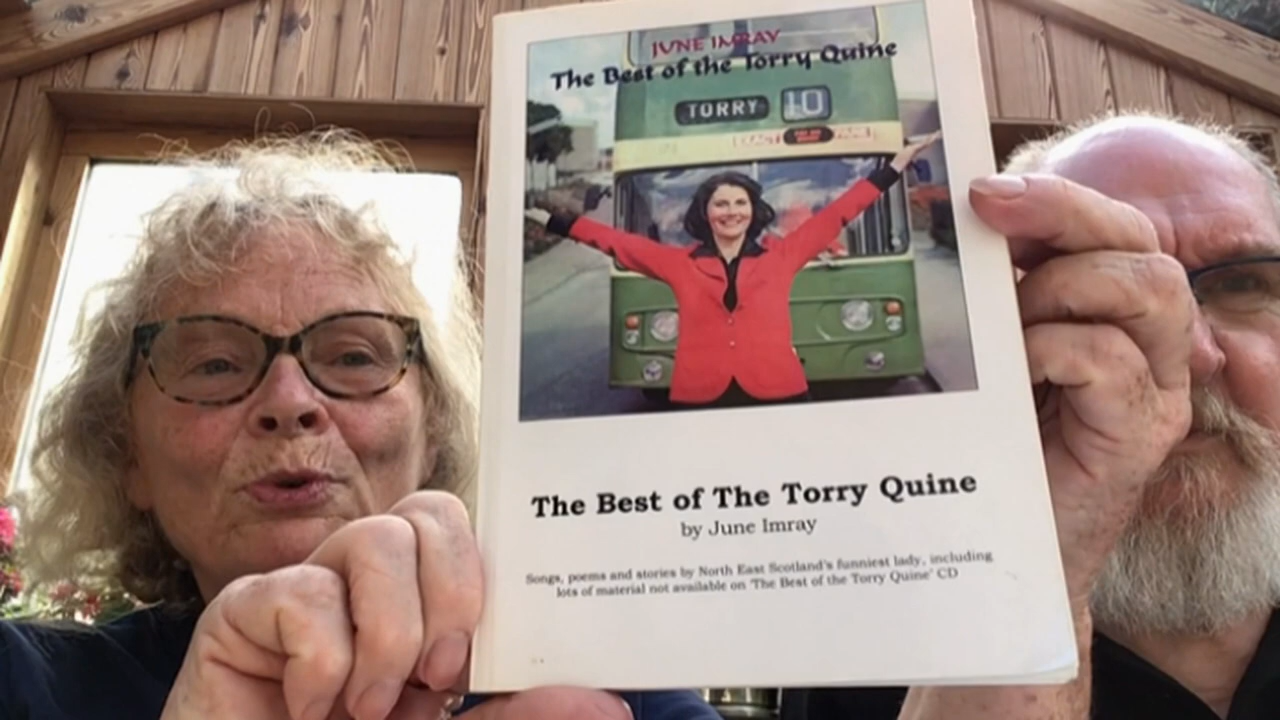 JUNE IMRAY
The Best of the Torry Quine
TORRY 10
The Best of The Torry Quine
by June Imray
Songs, poems and stories by North East Scotland's funniest lady, including
lots of material not available on 'The Best of the Torry Quine' CD